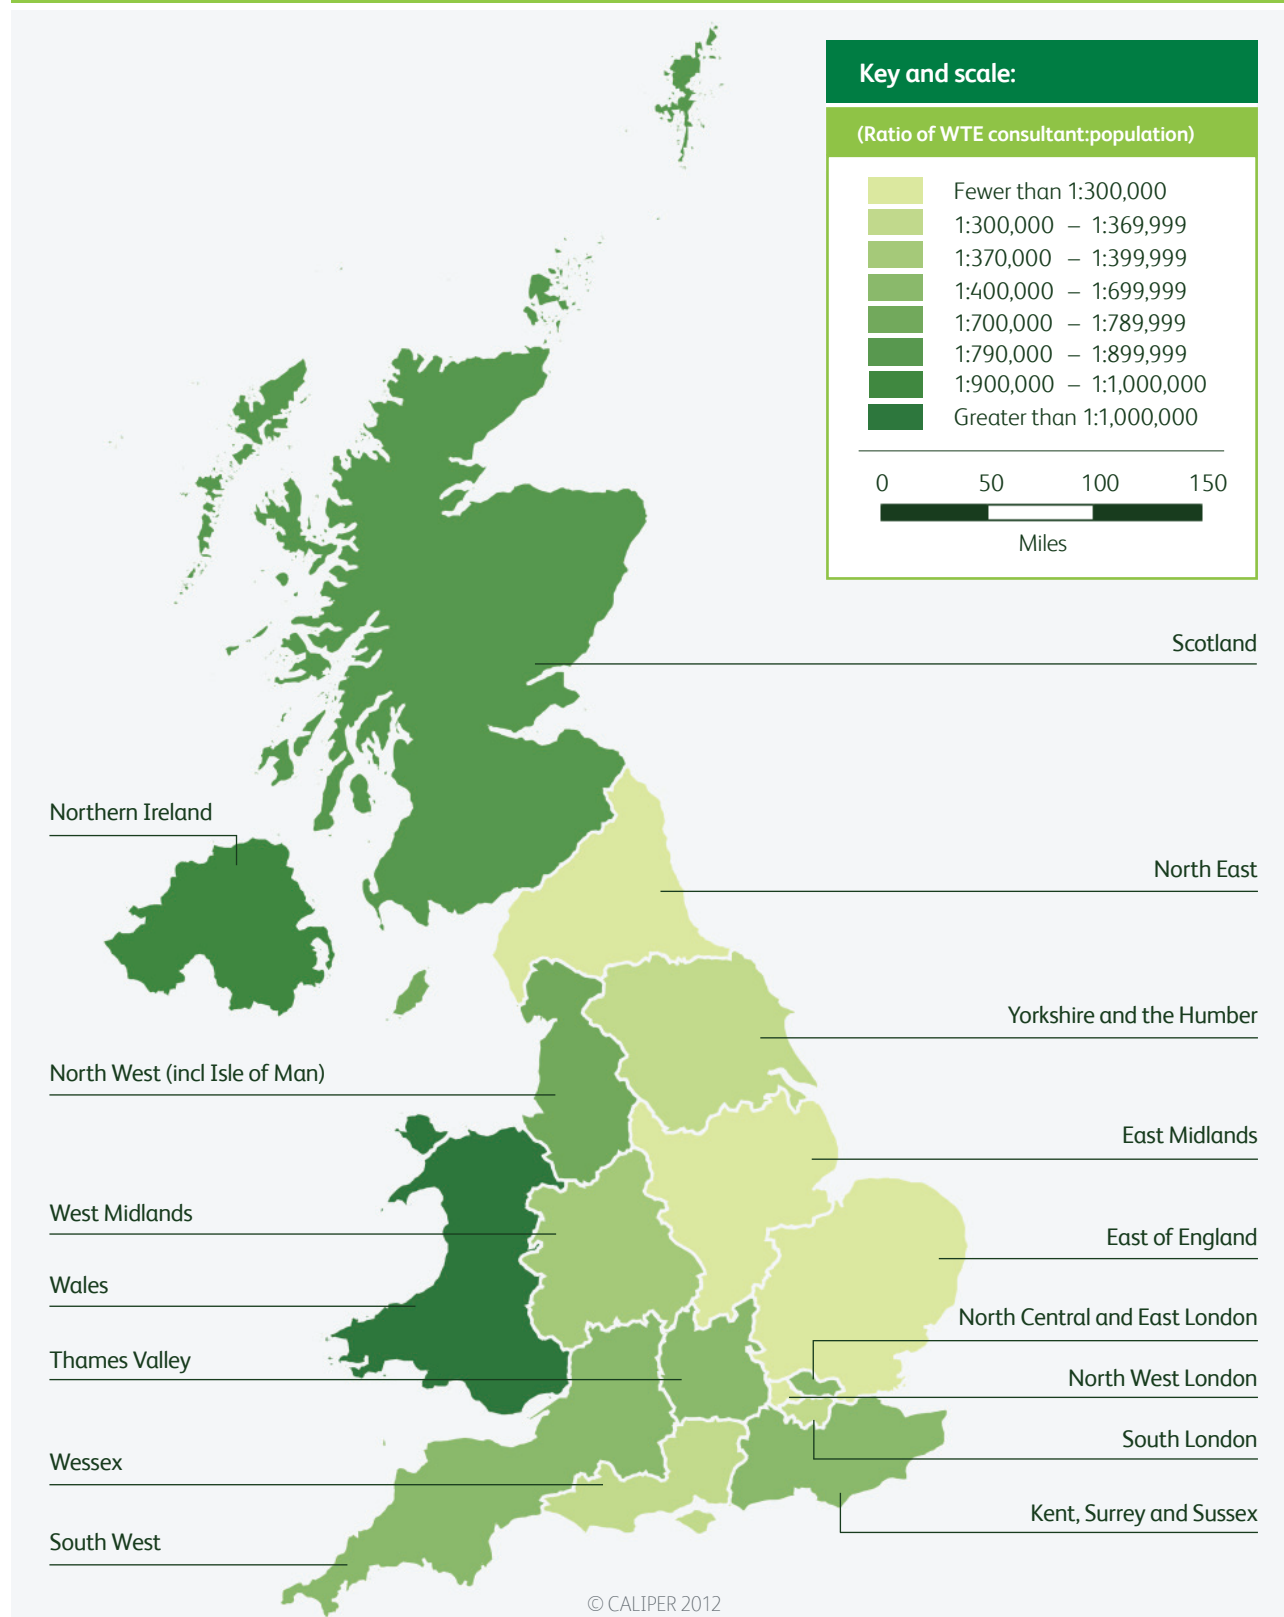 Key and scale:
(Ratio of WTE consultant:population)
Fewer than 1:300,000
1:300,000 – 1:369,999
1:370,000 – 1:399,999
1:400,000 – 1:699,999
1:700,000 – 1:789,999
1:790,000 – 1:899,999
1:900,000 – 1:1,000,000
Greater than 1:1,000,000
0 50 100 150
Miles
Scotland
Northern Ireland
North East
Yorkshire and the Humber
North West (incl Isle of Man)
East Midlands
West Midlands
East of England
Wales
North Central and East London
Thames Valley
North West London
South London
Wessex
Kent, Surrey and Sussex
South West
© CALIPER 2012